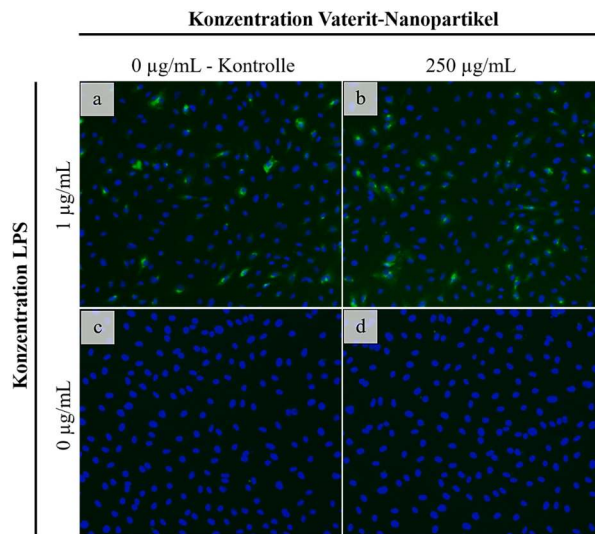 Konzentration Vaterit-Nanopartikel
0 µg/mL - Kontrolle
250 µg/mL
Konzentration LPS
1 µg/mL
a
b
0 µg/mL
c
d